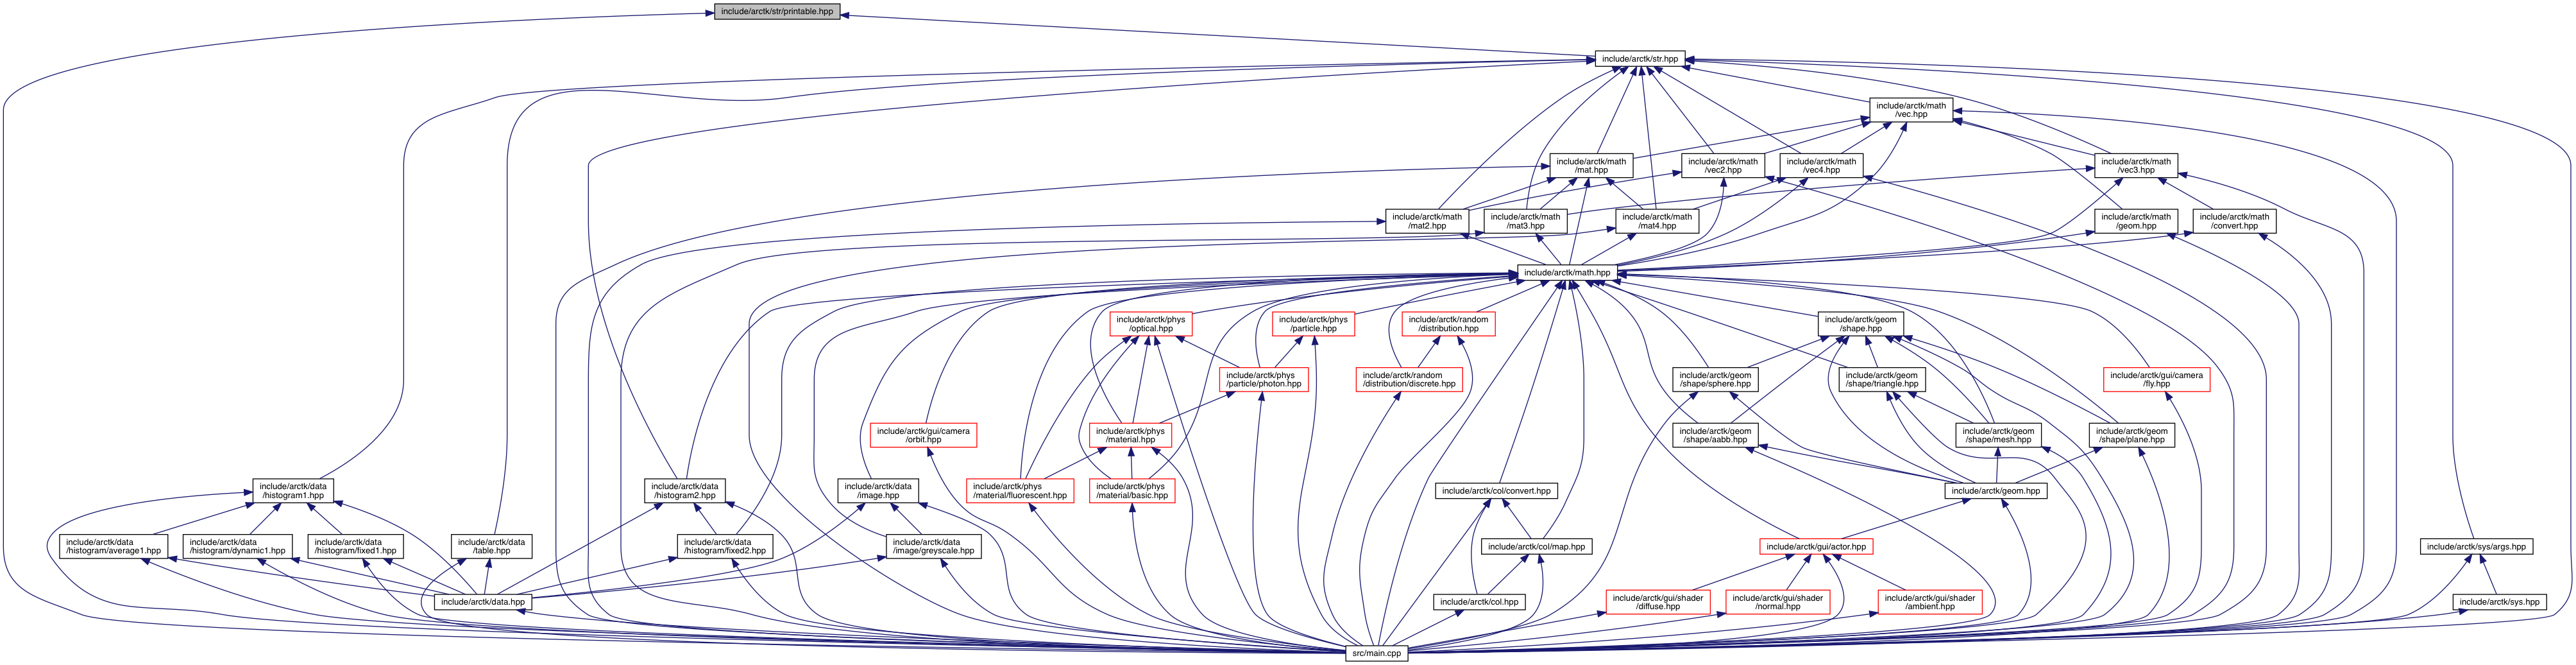 include/arctk/str/printable.hpp
include/arctk/str.hpp
include/arctk/math
/vec.hpp
include/arctk/math
/mat.hpp
include/arctk/math
/vec2.hpp
include/arctk/math
/vec4.hpp
include/arctk/math
/vec3.hpp
include/arctk/math
/mat2.hpp
include/arctk/math
/mat3.hpp
include/arctk/math
/mat4.hpp
include/arctk/math
/geom.hpp
include/arctk/math
/convert.hpp
include/arctk/math.hpp
include/arctk/phys
/optical.hpp
include/arctk/phys
/particle.hpp
include/arctk/random
/distribution.hpp
include/arctk/geom
/shape.hpp
include/arctk/phys
/particle/photon.hpp
include/arctk/random
/distribution/discrete.hpp
include/arctk/geom
/shape/sphere.hpp
include/arctk/geom
/shape/triangle.hpp
include/arctk/gui/camera
/fly.hpp
include/arctk/gui/camera
/orbit.hpp
include/arctk/phys
/material.hpp
include/arctk/geom
/shape/aabb.hpp
include/arctk/geom
/shape/mesh.hpp
include/arctk/geom
/shape/plane.hpp
include/arctk/data
/histogram1.hpp
include/arctk/data
/histogram2.hpp
include/arctk/data
/image.hpp
include/arctk/phys
/material/fluorescent.hpp
include/arctk/phys
/material/basic.hpp
include/arctk/col/convert.hpp
include/arctk/geom.hpp
include/arctk/data
/histogram/average1.hpp
include/arctk/data
/histogram/dynamic1.hpp
include/arctk/data
/histogram/fixed1.hpp
include/arctk/data
/table.hpp
include/arctk/data
/histogram/fixed2.hpp
include/arctk/data
/image/greyscale.hpp
include/arctk/col/map.hpp
include/arctk/gui/actor.hpp
include/arctk/sys/args.hpp
include/arctk/data.hpp
include/arctk/col.hpp
include/arctk/gui/shader
/diffuse.hpp
include/arctk/gui/shader
/normal.hpp
include/arctk/gui/shader
/ambient.hpp
include/arctk/sys.hpp
src/main.cpp